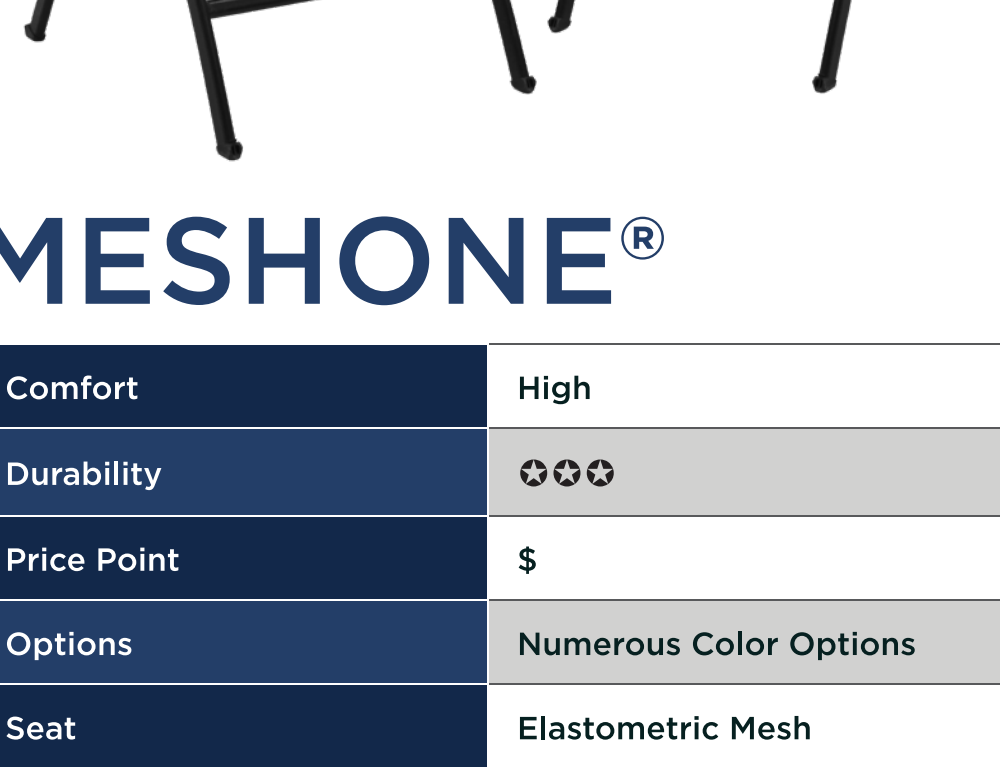 MESHONE®
Comfort High
Durability ✪✪✪
Price Point $
Options Numerous Color Options
Seat Elastometric Mesh